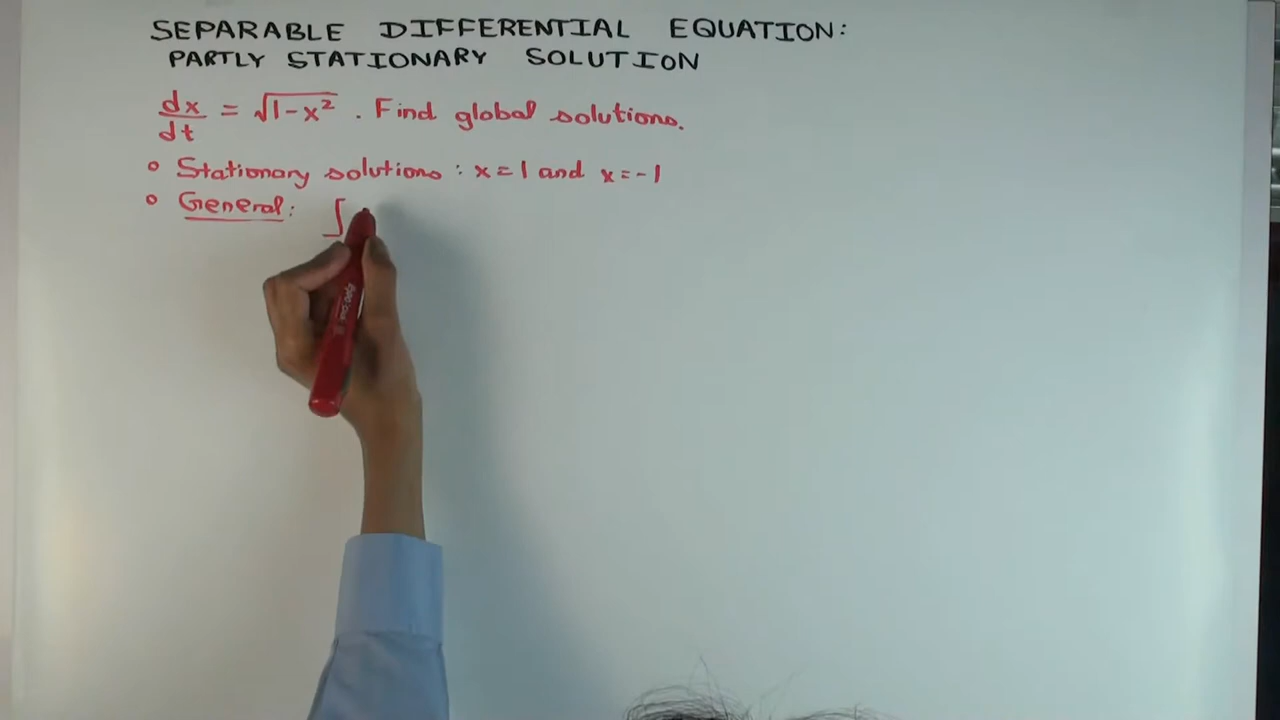 SEPARABLE DIFFERENTIAL EQUATION:
PARTLY STATIONARY SOLUTION
dx/dt = √(1-x²) . Find global solutions.
° Stationary solutions : x = 1 and x = -1
° General: ∫